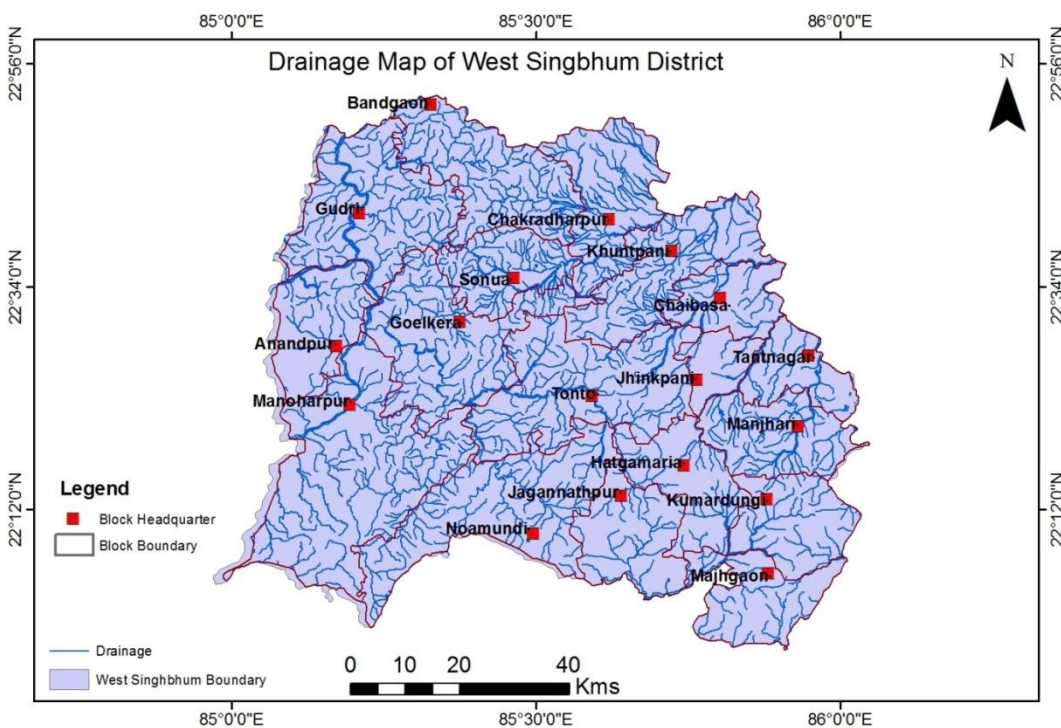 85°0'0"E 85°30'0"E 86°0'0"E
Drainage Map of West Singbhum District
N
22°56'0"N 22°56'0"N
Bandgaon
Gudri
Chakradharpur
Khuntpani
Sonua
22°34'0"N 22°34'0"N
Chaibasa
Goelkera
Anandpur
Tantnagar
Jhinkpani
Tonto
Manoharpur
Manjhari
Hatgamaria
Jagannathpur
Kumardungi
22°12'0"N 22°12'0"N
Noamundi
Majhgaon
Legend
Block Headquarter
Block Boundary
Drainage
West Singhbhum Boundary
0 10 20 40
Kms
85°0'0"E 85°30'0"E 86°0'0"E